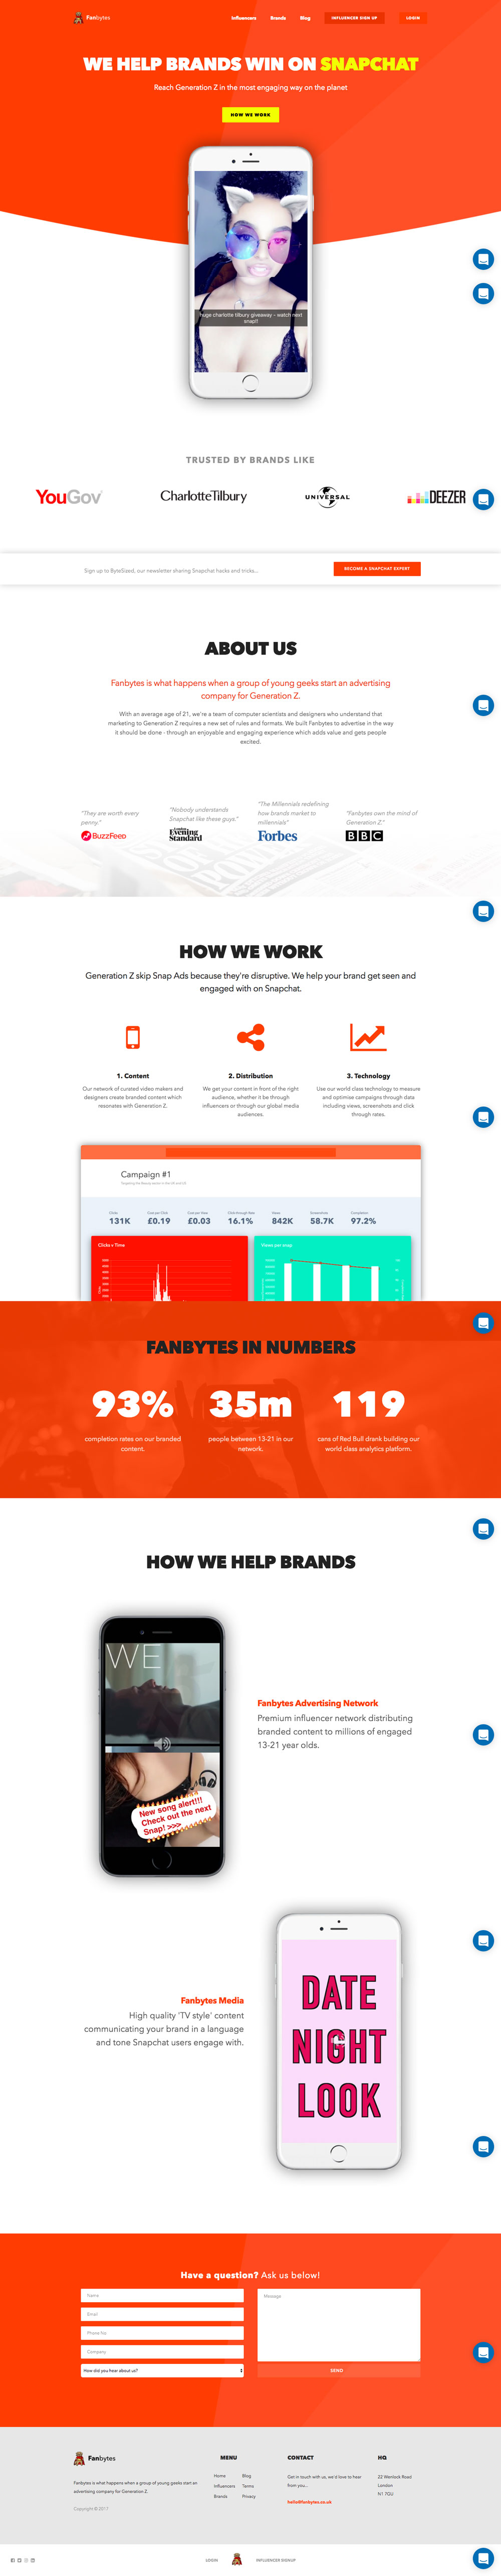 Fanbytes
Influencers Brands Blog INFLUENCER SIGN UP LOGIN
WE HELP BRANDS WIN ON SNAPCHAT
Reach Generation Z in the most engaging way on the planet
HOW WE WORK
huge charlotte tilbury giveaway – watch next
snap!!
TRUSTED BY BRANDS LIKE
YouGov CharlotteTilbury UNIVERSAL DEEZER
Sign up to ByteSized, our newsletter sharing Snapchat hacks and tricks...
BECOME A SNAPCHAT EXPERT
ABOUT US
Fanbytes is what happens when a group of young geeks start an advertising
company for Generation Z.
With an average age of 21, we're a team of computer scientists and designers who understand that
marketing to Generation Z requires a new set of rules and formats. We built Fanbytes to advertise in the way
it should be done - through an enjoyable and engaging experience which adds value and gets people
excited.
"They are worth every
penny."
BuzzFeed
"Nobody understands
Snapchat like these guys."
London
Evening
Standard
"The Millennials redefining
how brands market to
millennials"
Forbes
"Fanbytes own the mind of
Generation Z."
BBC
HOW WE WORK
Generation Z skip Snap Ads because they're disruptive. We help your brand get seen and
engaged with on Snapchat.
1. Content
Our network of curated video makers and
designers create branded content which
resonates with Generation Z.
2. Distribution
We get your content in front of the right
audience, whether it be through
influencers or through our global media
audiences.
3. Technology
Use our world class technology to measure
and optimise campaigns through data
including views, screenshots and click
through rates.
Campaign #1
Clicks
131K
Cost per Click
£0.19
Cost per View
£0.03
Click-through Rate
16.1%
Views
842K
Screenshots
58.7K
Completion
97.2%
Clicks v Time
Views per snap
FANBYTES IN NUMBERS
93%
completion rates on our branded
content.
35m
people between 13-21 in our
network.
119
cans of Red Bull drank building our
world class analytics platform.
HOW WE HELP BRANDS
WE
New song alert!!!
Check out the next
Snap! >>>
Fanbytes Advertising Network
Premium influencer network distributing
branded content to millions of engaged
13-21 year olds.
Fanbytes Media
High quality 'TV style' content
communicating your brand in a language
and tone Snapchat users engage with.
DATE
NIGHT
LOOK
Have a question? Ask us below!
Name
Email
Phone No:
Company
How did you hear about us?
Message
SEND
Fanbytes
Fanbytes is what happens when a group of young geeks start an
advertising company for Generation Z.
Copyright © 2017
MENU
Home Blog
Influencers Terms
Brands Privacy
CONTACT
Get in touch with us, we'd love to hear
from you...
hello@fanbytes.co.uk
HQ
22 Wenlock Road
London
N1 7GU
LOGIN INFLUENCER SIGNUP